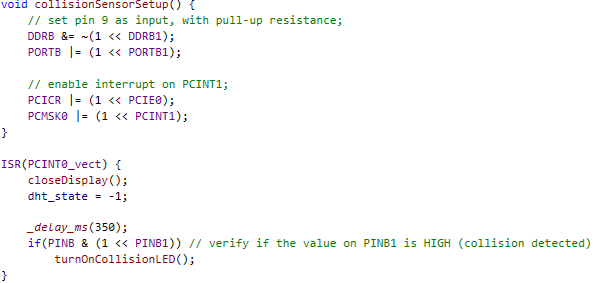 void collisionSensorSetup() {
// set pin 9 as input, with pull-up resistance;
DDRB &= ~(1 << DDRB1);
PORTB |= (1 << PORTB1);
// enable interrupt on PCINT1;
PCICR |= (1 << PCIE0);
PCMSK0 |= (1 << PCINT1);
}
ISR(PCINT0_vect) {
closeDisplay();
dht_state = -1;
_delay_ms(350);
if(PINB & (1 << PINB1)) // verify if the value on PINB1 is HIGH (collision detected)
turnOnCollisionLED();
}